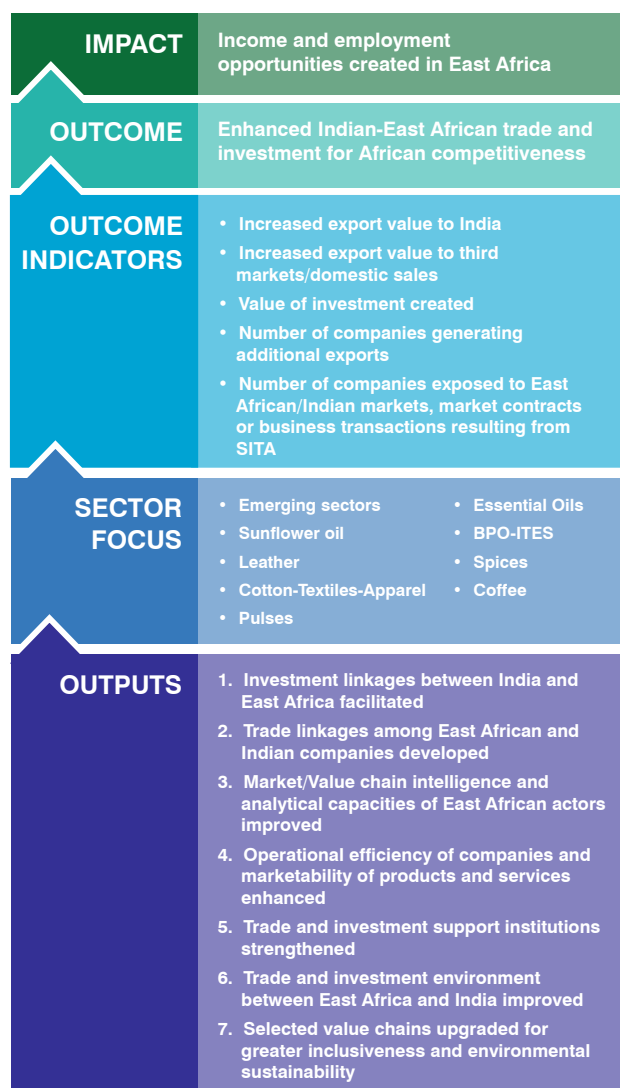 IMPACT
Income and employment
opportunities created in East Africa
OUTCOME
Enhanced Indian-East African trade and
investment for African competitiveness
OUTCOME
INDICATORS
• Increased export value to India
• Increased export value to third
markets/domestic sales
• Value of investment created
• Number of companies generating
additional exports
• Number of companies exposed to East
African/Indian markets, market contracts
or business transactions resulting from
SITA
SECTOR
FOCUS
• Emerging sectors
• Sunflower oil
• Leather
• Cotton-Textiles-Apparel
• Pulses
• Essential Oils
• BPO-ITES
• Spices
• Coffee
OUTPUTS
1. Investment linkages between India and
East Africa facilitated
2. Trade linkages among East African and
Indian companies developed
3. Market/Value chain intelligence and
analytical capacities of East African actors
improved
4. Operational efficiency of companies and
marketability of products and services
enhanced
5. Trade and investment support institutions
strengthened
6. Trade and investment environment
between East Africa and India improved
7. Selected value chains upgraded for
greater inclusiveness and environmental
sustainability